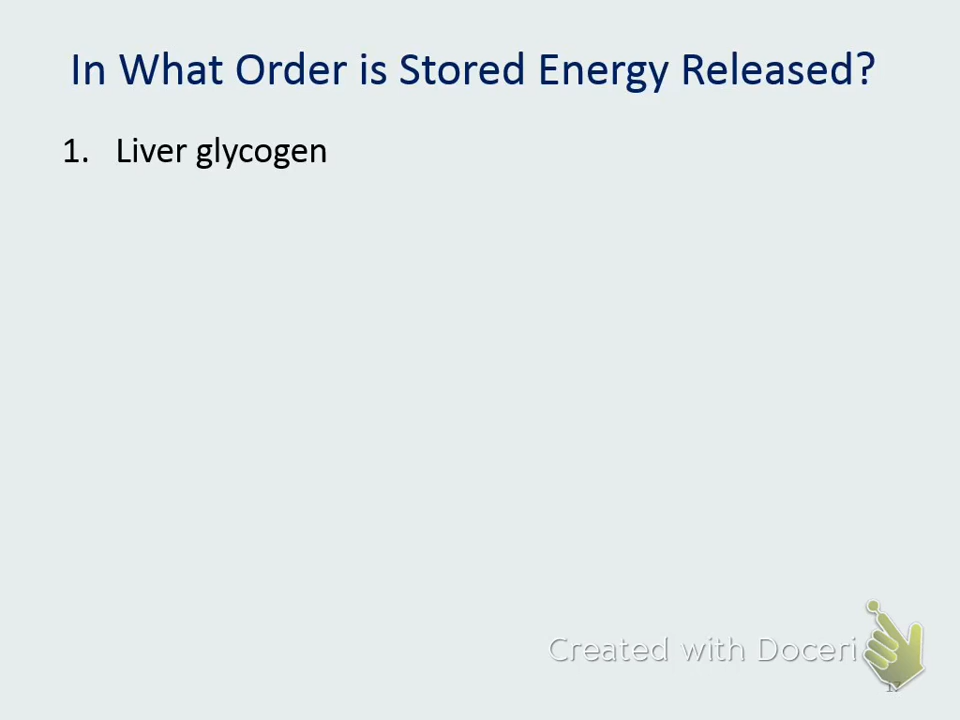 In What Order is Stored Energy Released?
1. Liver glycogen
Created with Doceri